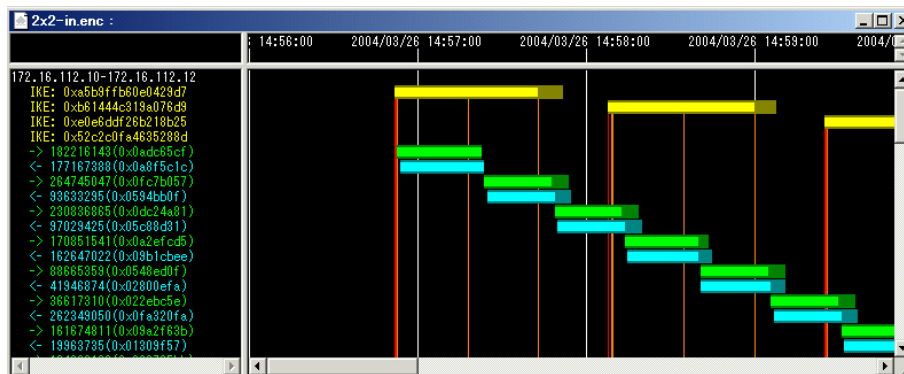 2x2-in.enc :
14:56:00 2004/03/26 14:57:00 2004/03/26 14:58:00 2004/03/26 14:59:00 2004/
172.16.112.10-172.16.112.12
IKE: 0xa5b9ffb60e0429d7
IKE: 0xb61444c319a076d9
IKE: 0xe0e6ddf26b218b25
IKE: 0x52c2c0fa4635288d
-> 182216143(0x0adc65cf)
<- 177167388(0x0a8f5c1c)
-> 264745047(0x0fc7b057)
<- 93633295(0x0594bb0f)
-> 230836865(0x0dc24a81)
<- 97029425(0x05c88d31)
-> 170851541(0x0a2efcd5)
<- 162647022(0x09b1cbee)
-> 88665359(0x0548ed0f)
<- 41946874(0x02800efa)
-> 36617310(0x022ebc5e)
<- 262349050(0x0fa320fa)
-> 161674811(0x09a2f63b)
<- 19963735(0x01309f57)